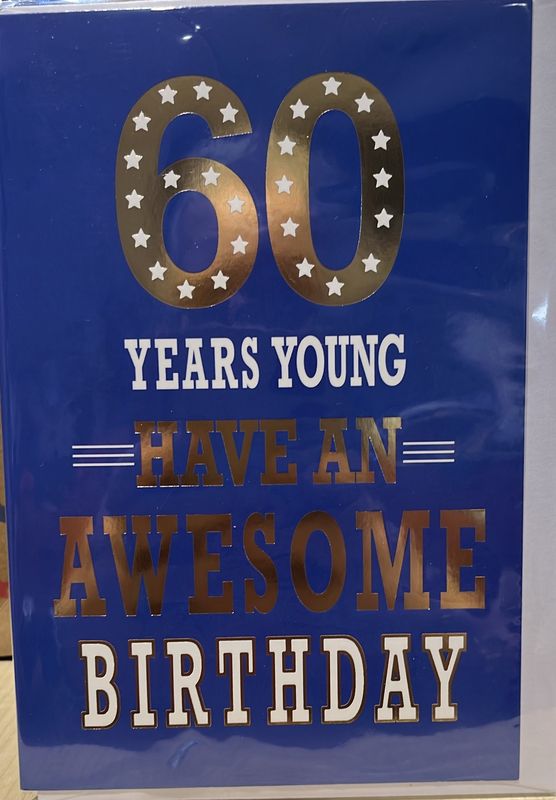 60
YEARS YOUNG
HAVE AN
AWESOME
BIRTHDAY